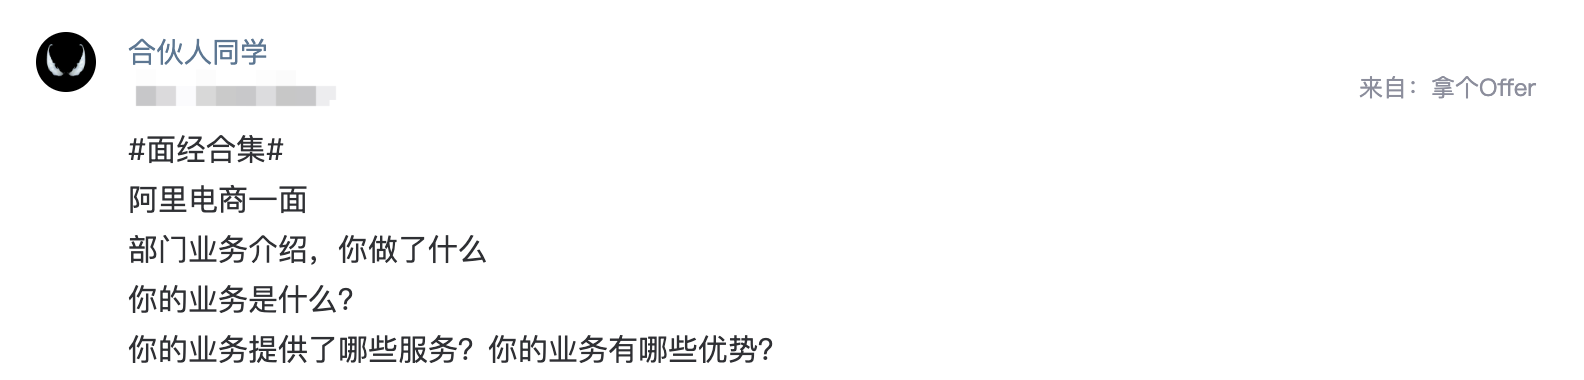 合伙人同学
来自：拿个Offer
#面经合集#
阿里电商一面
部门业务介绍，你做了什么
你的业务是什么？
你的业务提供了哪些服务？你的业务有哪些优势？